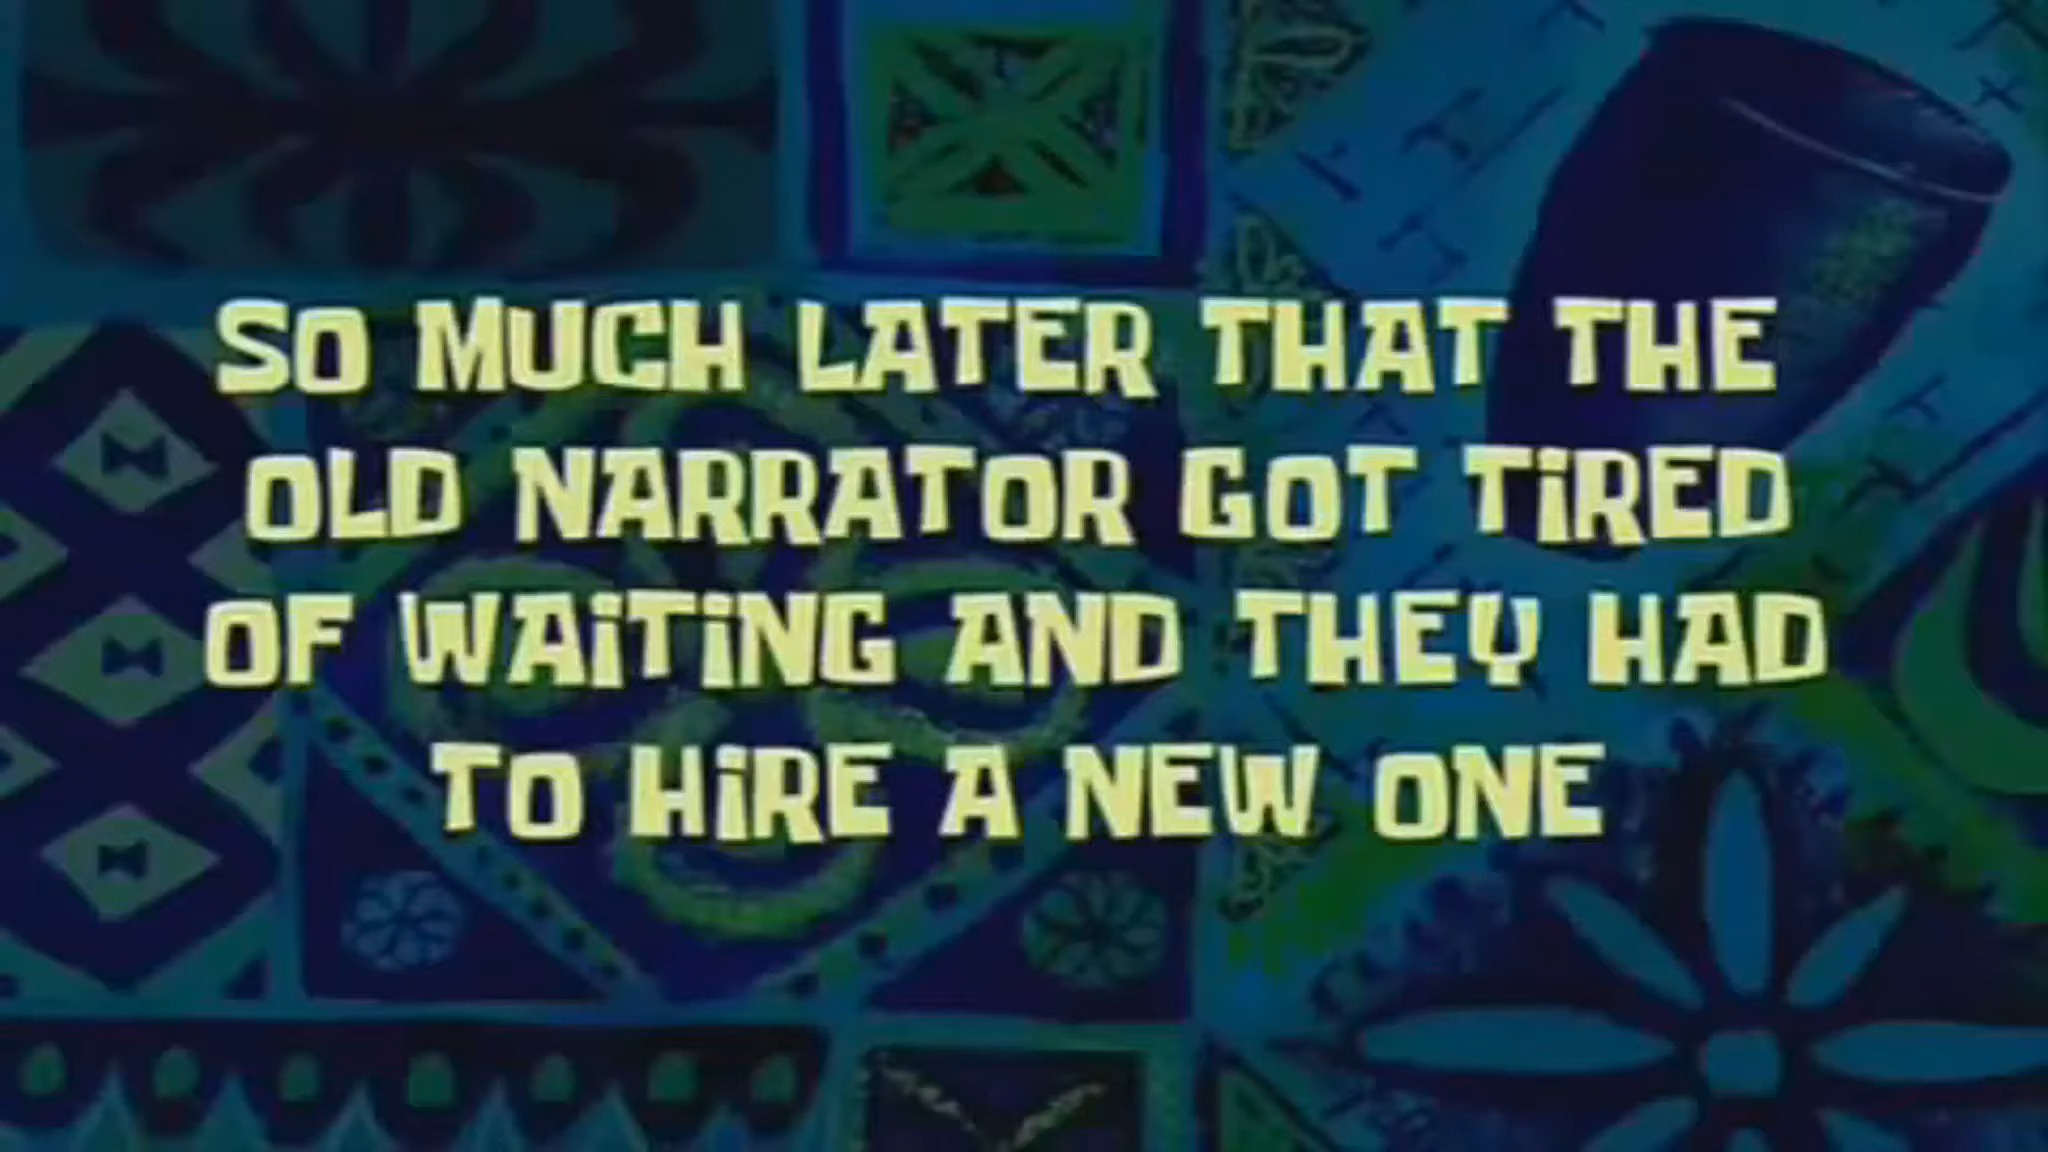 SO MUCH LATER THAT THE
OLD NARRATOR GOT TiRED
OF WAiTiNG AND THEY HAD
TO HiRE A NEW ONE